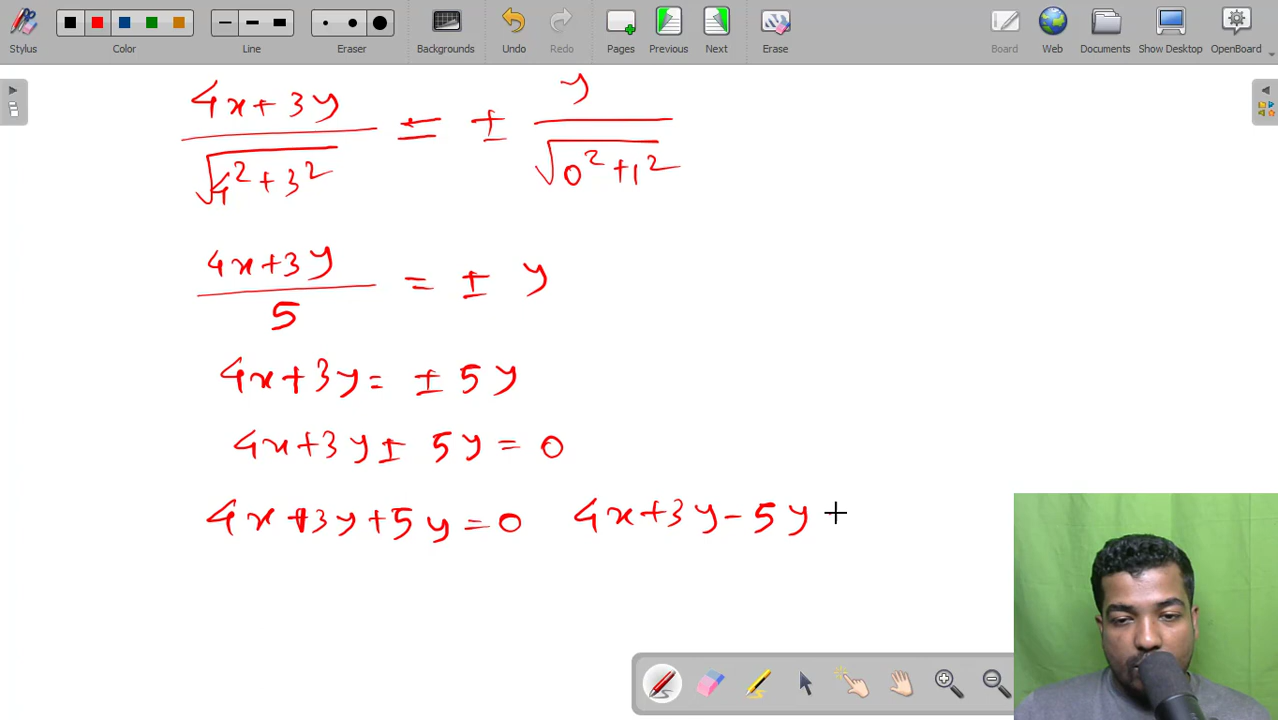 Stylus Color Line Eraser Backgrounds Undo Redo Pages Previous Next Erase Board Web Documents Show Desktop OpenBoard
4x+3y / √4²+3² = ± y / √0²+1²
4x+3y / 5 = ± y
4x+3y= ± 5y
4x+3y ± 5y = 0
4x+3y+5y=0 4x+3y-5y